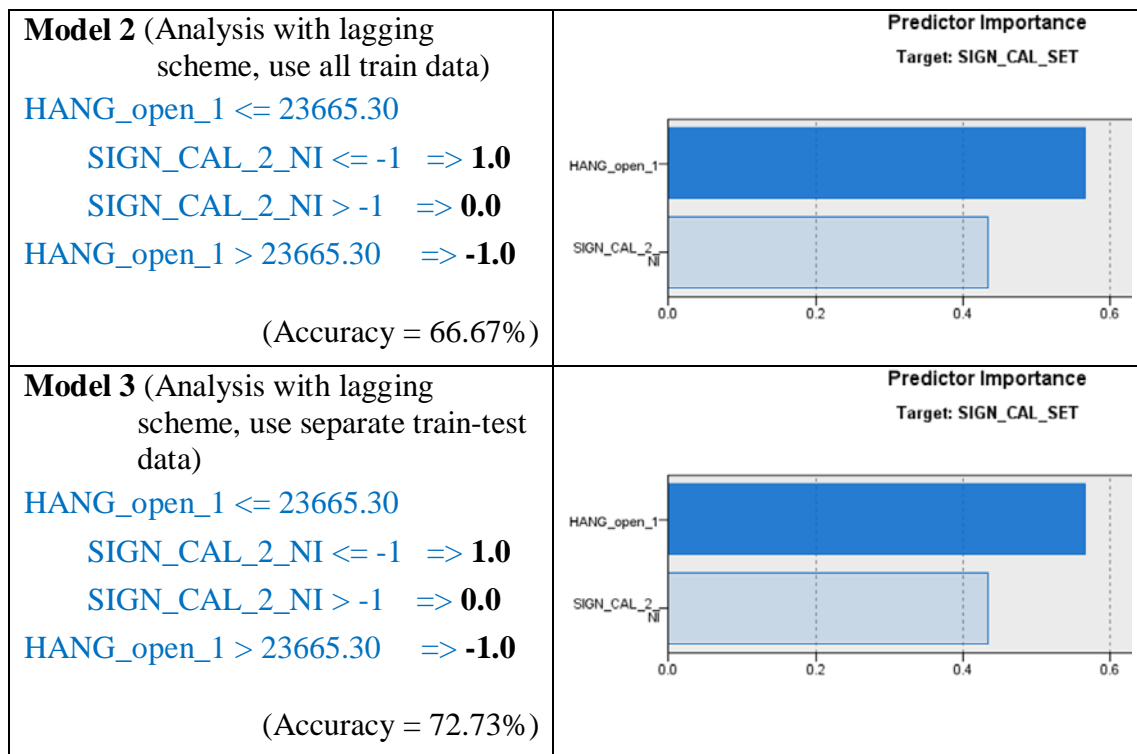 Model 2 (Analysis with lagging
scheme, use all train data)
HANG_open_1 <= 23665.30
SIGN_CAL_2_NI <= -1 => 1.0
SIGN_CAL_2_NI > -1 => 0.0
HANG_open_1 > 23665.30 => -1.0
(Accuracy = 66.67%)
Predictor Importance
Target: SIGN_CAL_SET
HANG_open_1
SIGN_CAL_2_
NI
0.0 0.2 0.4 0.6
Model 3 (Analysis with lagging
scheme, use separate train-test
data)
HANG_open_1 <= 23665.30
SIGN_CAL_2_NI <= -1 => 1.0
SIGN_CAL_2_NI > -1 => 0.0
HANG_open_1 > 23665.30 => -1.0
(Accuracy = 72.73%)
Predictor Importance
Target: SIGN_CAL_SET
HANG_open_1
SIGN_CAL_2_
NI
0.0 0.2 0.4 0.6